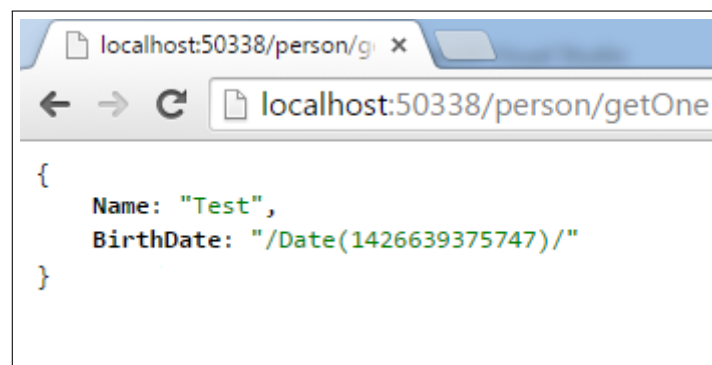 localhost:50338/person/g
localhost:50338/person/getOne
{
Name: "Test",
BirthDate: "/Date(1426639375747)/"
}